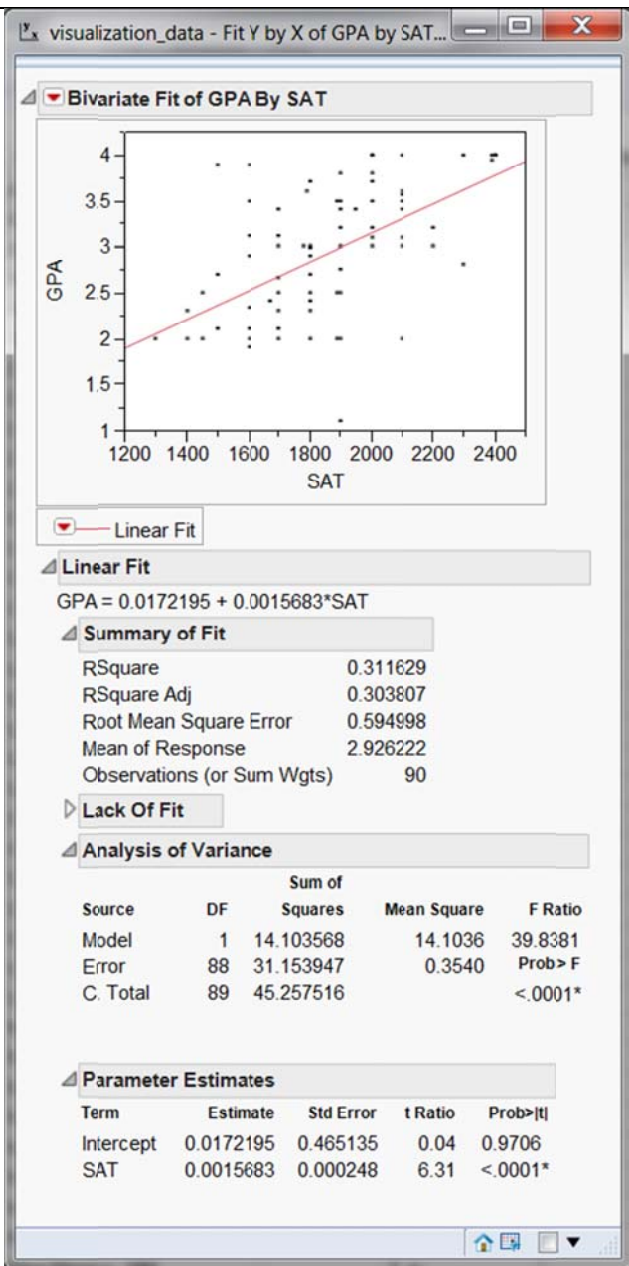 visualization_data - Fit Y by X of GPA by SAT...
Bivariate Fit of GPA By SAT
4
3.5
3
2.5
2
1.5
1
GPA
1200 1400 1600 1800 2000 2200 2400
SAT
Linear Fit
Linear Fit
GPA = 0.0172195 + 0.0015683*SAT
Summary of Fit
RSquare 0.311629
RSquare Adj 0.303807
Root Mean Square Error 0.594998
Mean of Response 2.926222
Observations (or Sum Wgts) 90
Lack Of Fit
Analysis of Variance
Sum of
Source DF Squares Mean Square F Ratio
Model 1 14.103568 14.1036 39.8381
Error 88 31.153947 0.3540 Prob > F
C. Total 89 45.257516 <.0001*
Parameter Estimates
Term Estimate Std Error t Ratio Prob>|t|
Intercept 0.0172195 0.465135 0.04 0.9706
SAT 0.0015683 0.000248 6.31 <.0001*